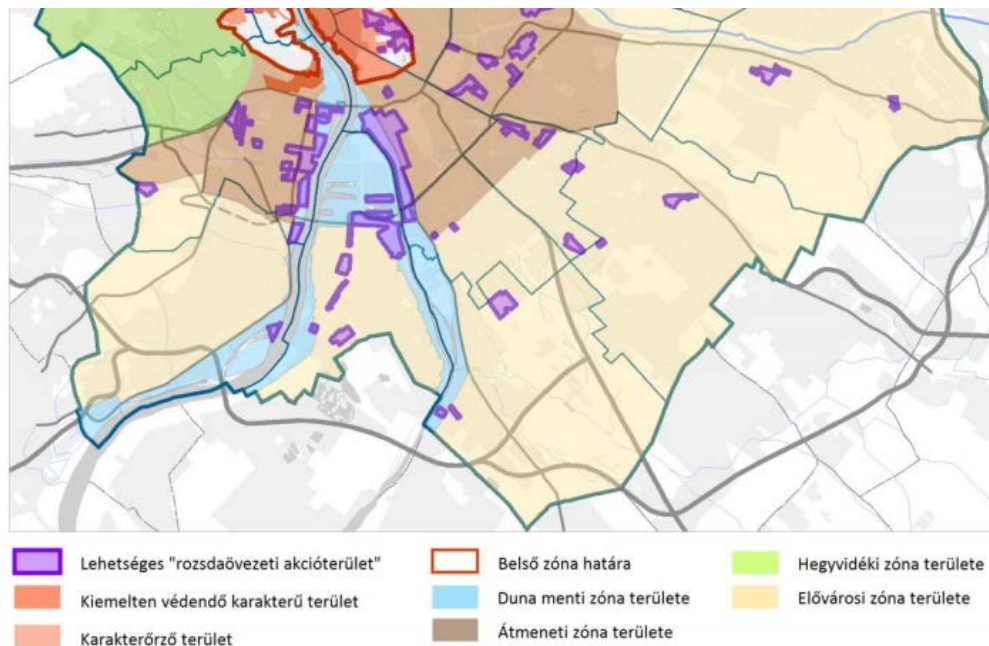 Lehetséges "rozsdaövezeti akcióterület"
Kiemelten védendő karakterű terület
Karakterőrző terület
Belső zóna határa
Duna menti zóna területe
Átmeneti zóna területe
Hegyvidéki zóna területe
Elővárosi zóna területe